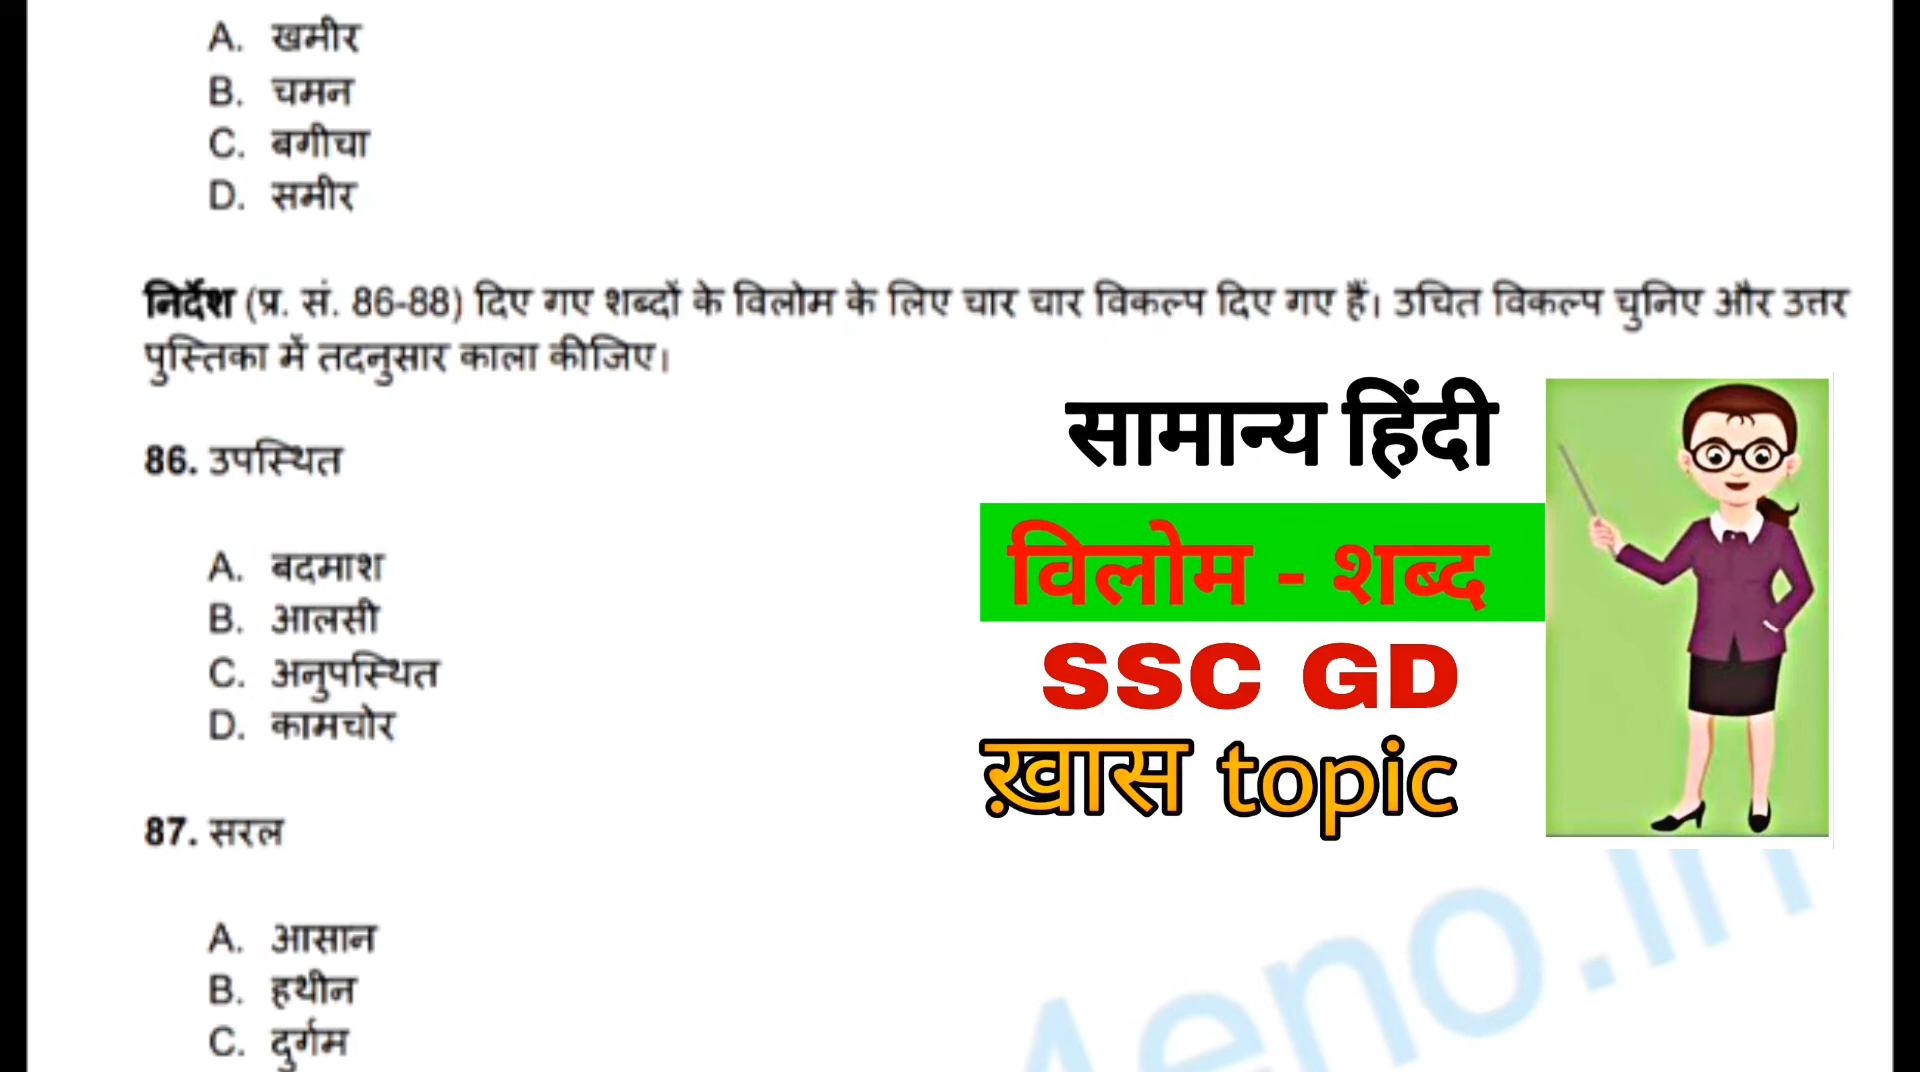 A. खमीर
B. चमन
C. बगीचा
D. समीर
निर्देश (प्र. सं. 86-88) दिए गए शब्दों के विलोम के लिए चार चार विकल्प दिए गए हैं। उचित विकल्प चुनिए और उत्तर
पुस्तिका में तदनुसार काला कीजिए।
86. उपस्थित
A. बदमाश
B. आलसी
C. अनुपस्थित
D. कामचोर
87. सरल
A. आसान
B. हथीन
C. दुर्गम
सामान्य हिंदी
विलोम - शब्द
SSC GD
ख़ास topic